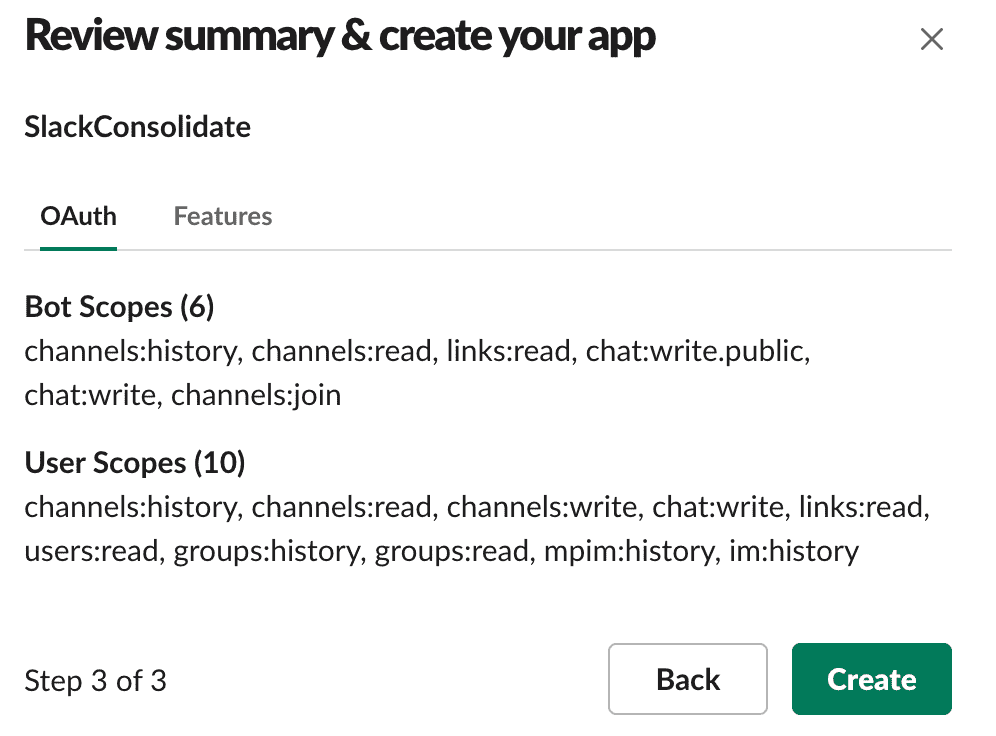 Review summary & create your app
SlackConsolidate
OAuth Features
Bot Scopes (6)
channels:history, channels:read, links:read, chat:write.public,
chat:write, channels:join
User Scopes (10)
channels:history, channels:read, channels:write, chat:write, links:read,
users:read, groups:history, groups:read, mpim:history, im:history
Step 3 of 3 Back Create